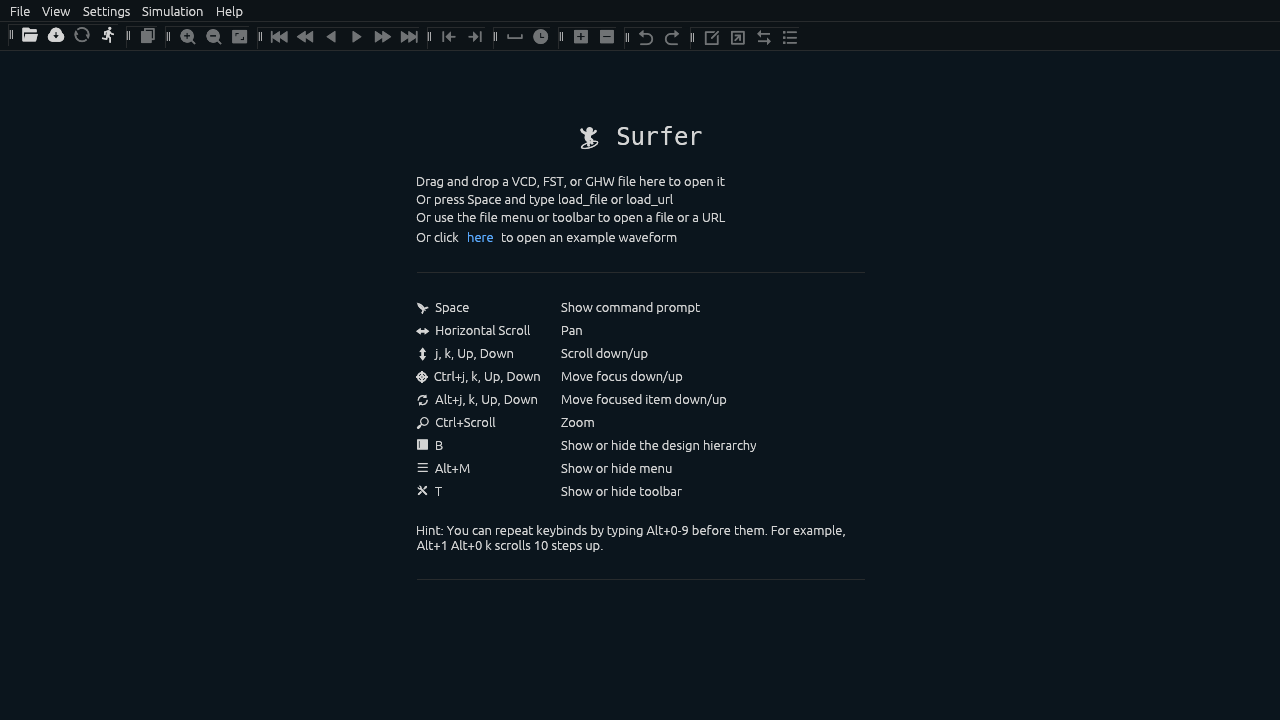 File View Settings Simulation Help
Surfer
Drag and drop a VCD, FST, or GHW file here to open it
Or press Space and type load_file or load_url
Or use the file menu or toolbar to open a file or a URL
Or click here to open an example waveform
Space Show command prompt
Horizontal Scroll Pan
j, k, Up, Down Scroll down/up
Ctrl+j, k, Up, Down Move focus down/up
Alt+j, k, Up, Down Move focused item down/up
Ctrl+Scroll Zoom
B Show or hide the design hierarchy
Alt+M Show or hide menu
T Show or hide toolbar
Hint: You can repeat keybinds by typing Alt+0-9 before them. For example,
Alt+1 Alt+0 k scrolls 10 steps up.